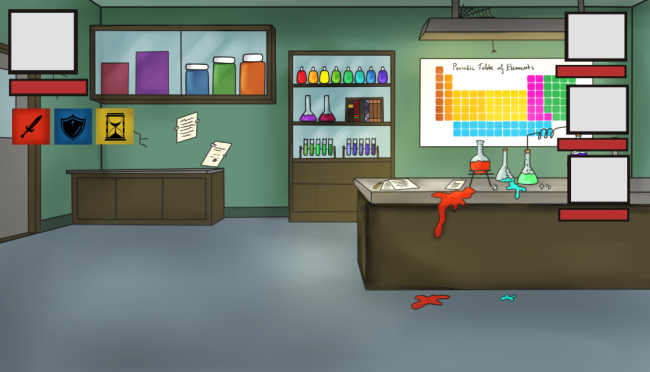 Periodic Table of Elements